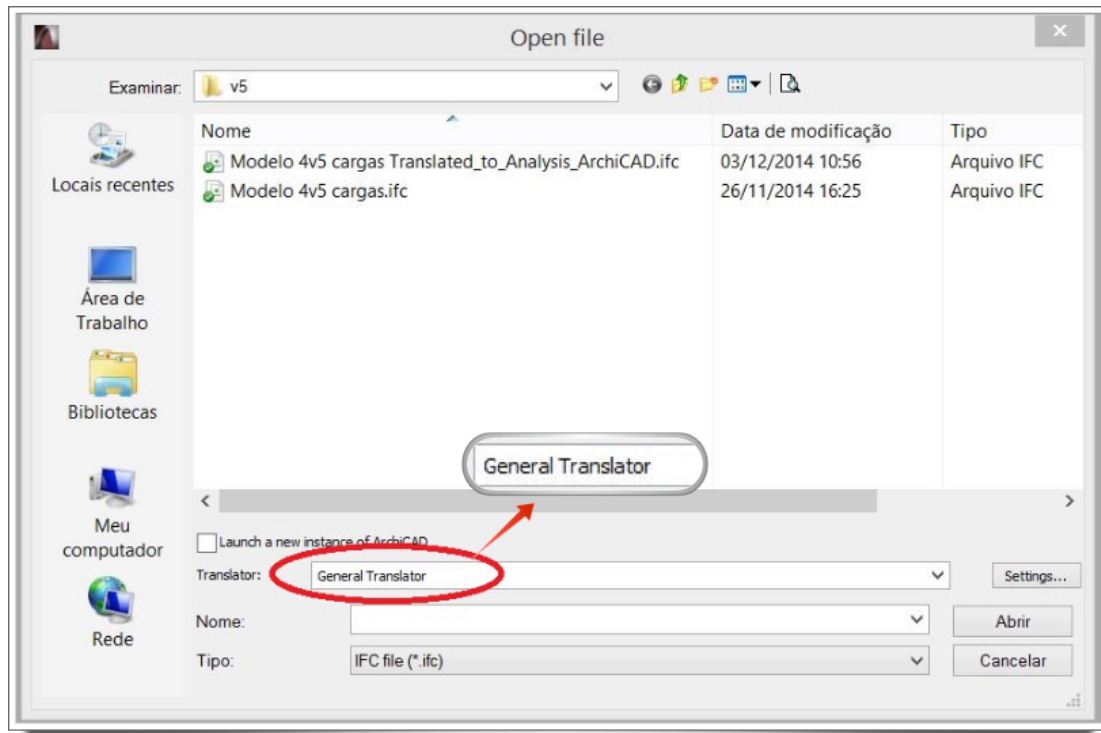 Open file
Examinar: v5
Nome Data de modificação Tipo
Modelo 4v5 cargas Translated_to_Analysis_ArchiCAD.ifc 03/12/2014 10:56 Arquivo IFC
Modelo 4v5 cargas.ifc 26/11/2014 16:25 Arquivo IFC
Locais recentes
Área de
Trabalho
Bibliotecas
Meu
computador
Rede
General Translator
Launch a new instance of ArchiCAD
Translator: General Translator Settings...
Nome: Abrir
Tipo: IFC file (*.ifc) Cancelar